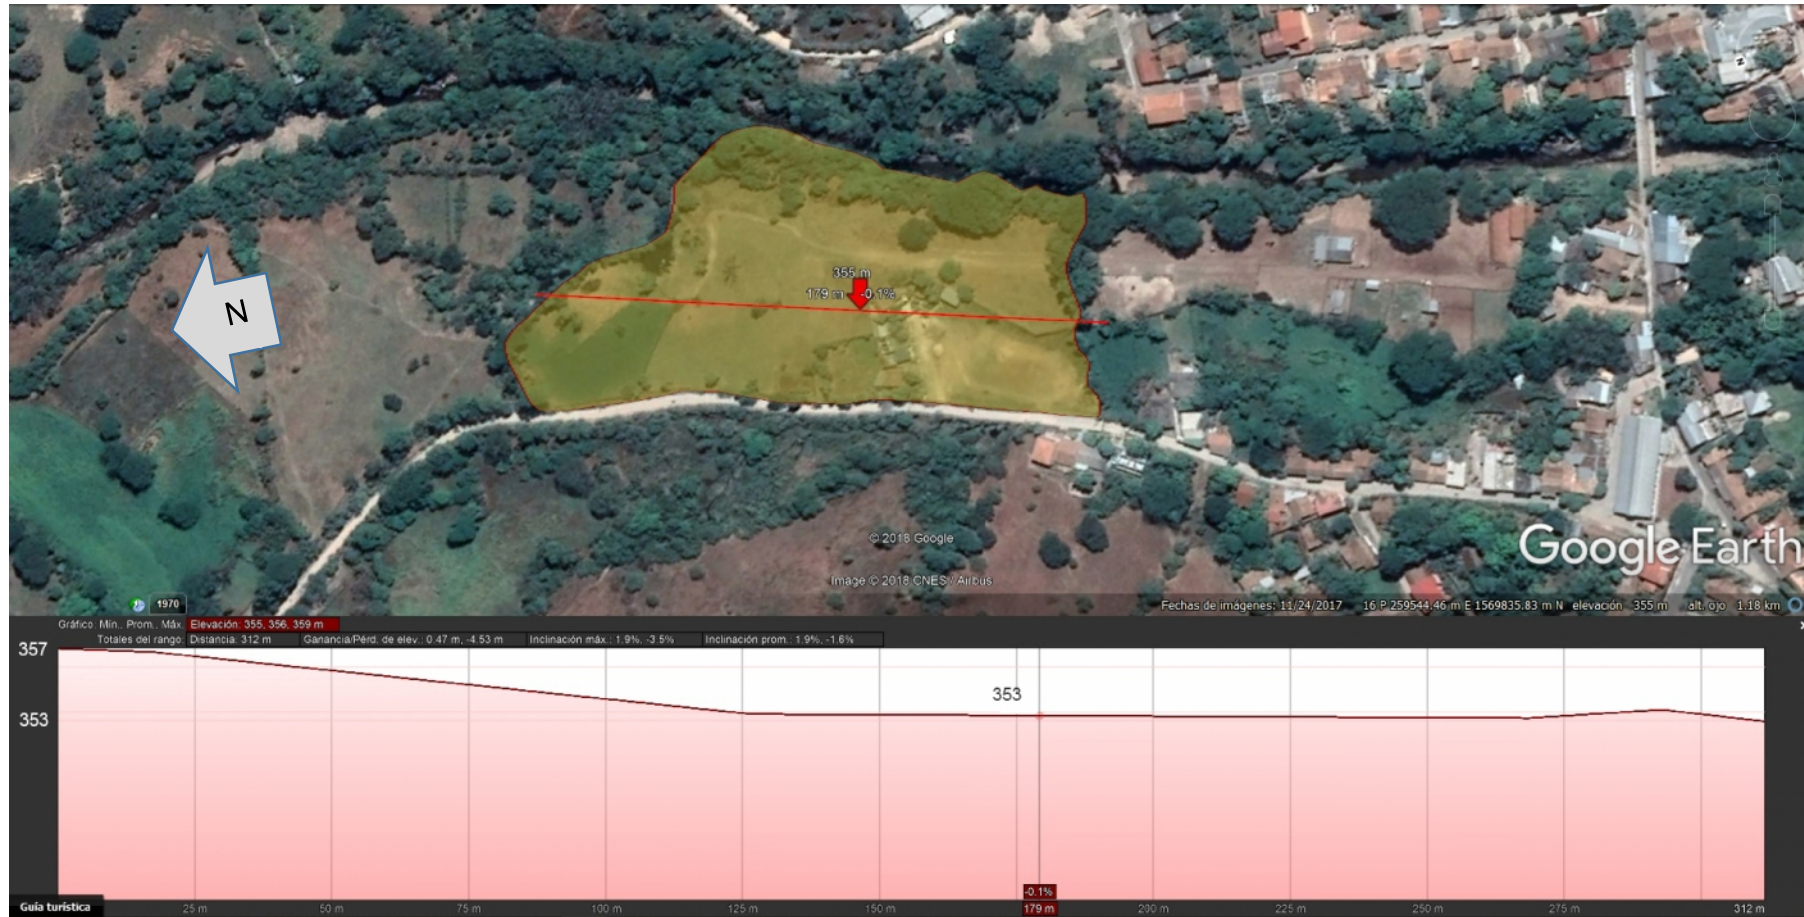 N
355 m
179 m -0.1%
© 2018 Google
Image © 2018 CNES / Airbus
Google Earth
1970
Fechas de imágenes: 11/24/2017 16 P 259544.46 m E 1569835.83 m N elevación 355 m alt. ojo 1.18 km
Gráfico: Mín., Prom., Máx. Elevación: 355, 356, 359 m
Totales del rango: Distancia: 312 m Ganancia/Pérd. de elev.: 0.47 m, -4.53 m Inclinación máx.: 1.9%, -3.5% Inclinación prom.: 1.9%, -1.6%
357
353
353
-0.1%
Guía turística 25 m 50 m 75 m 100 m 125 m 150 m 179 m 200 m 225 m 250 m 275 m 312 m